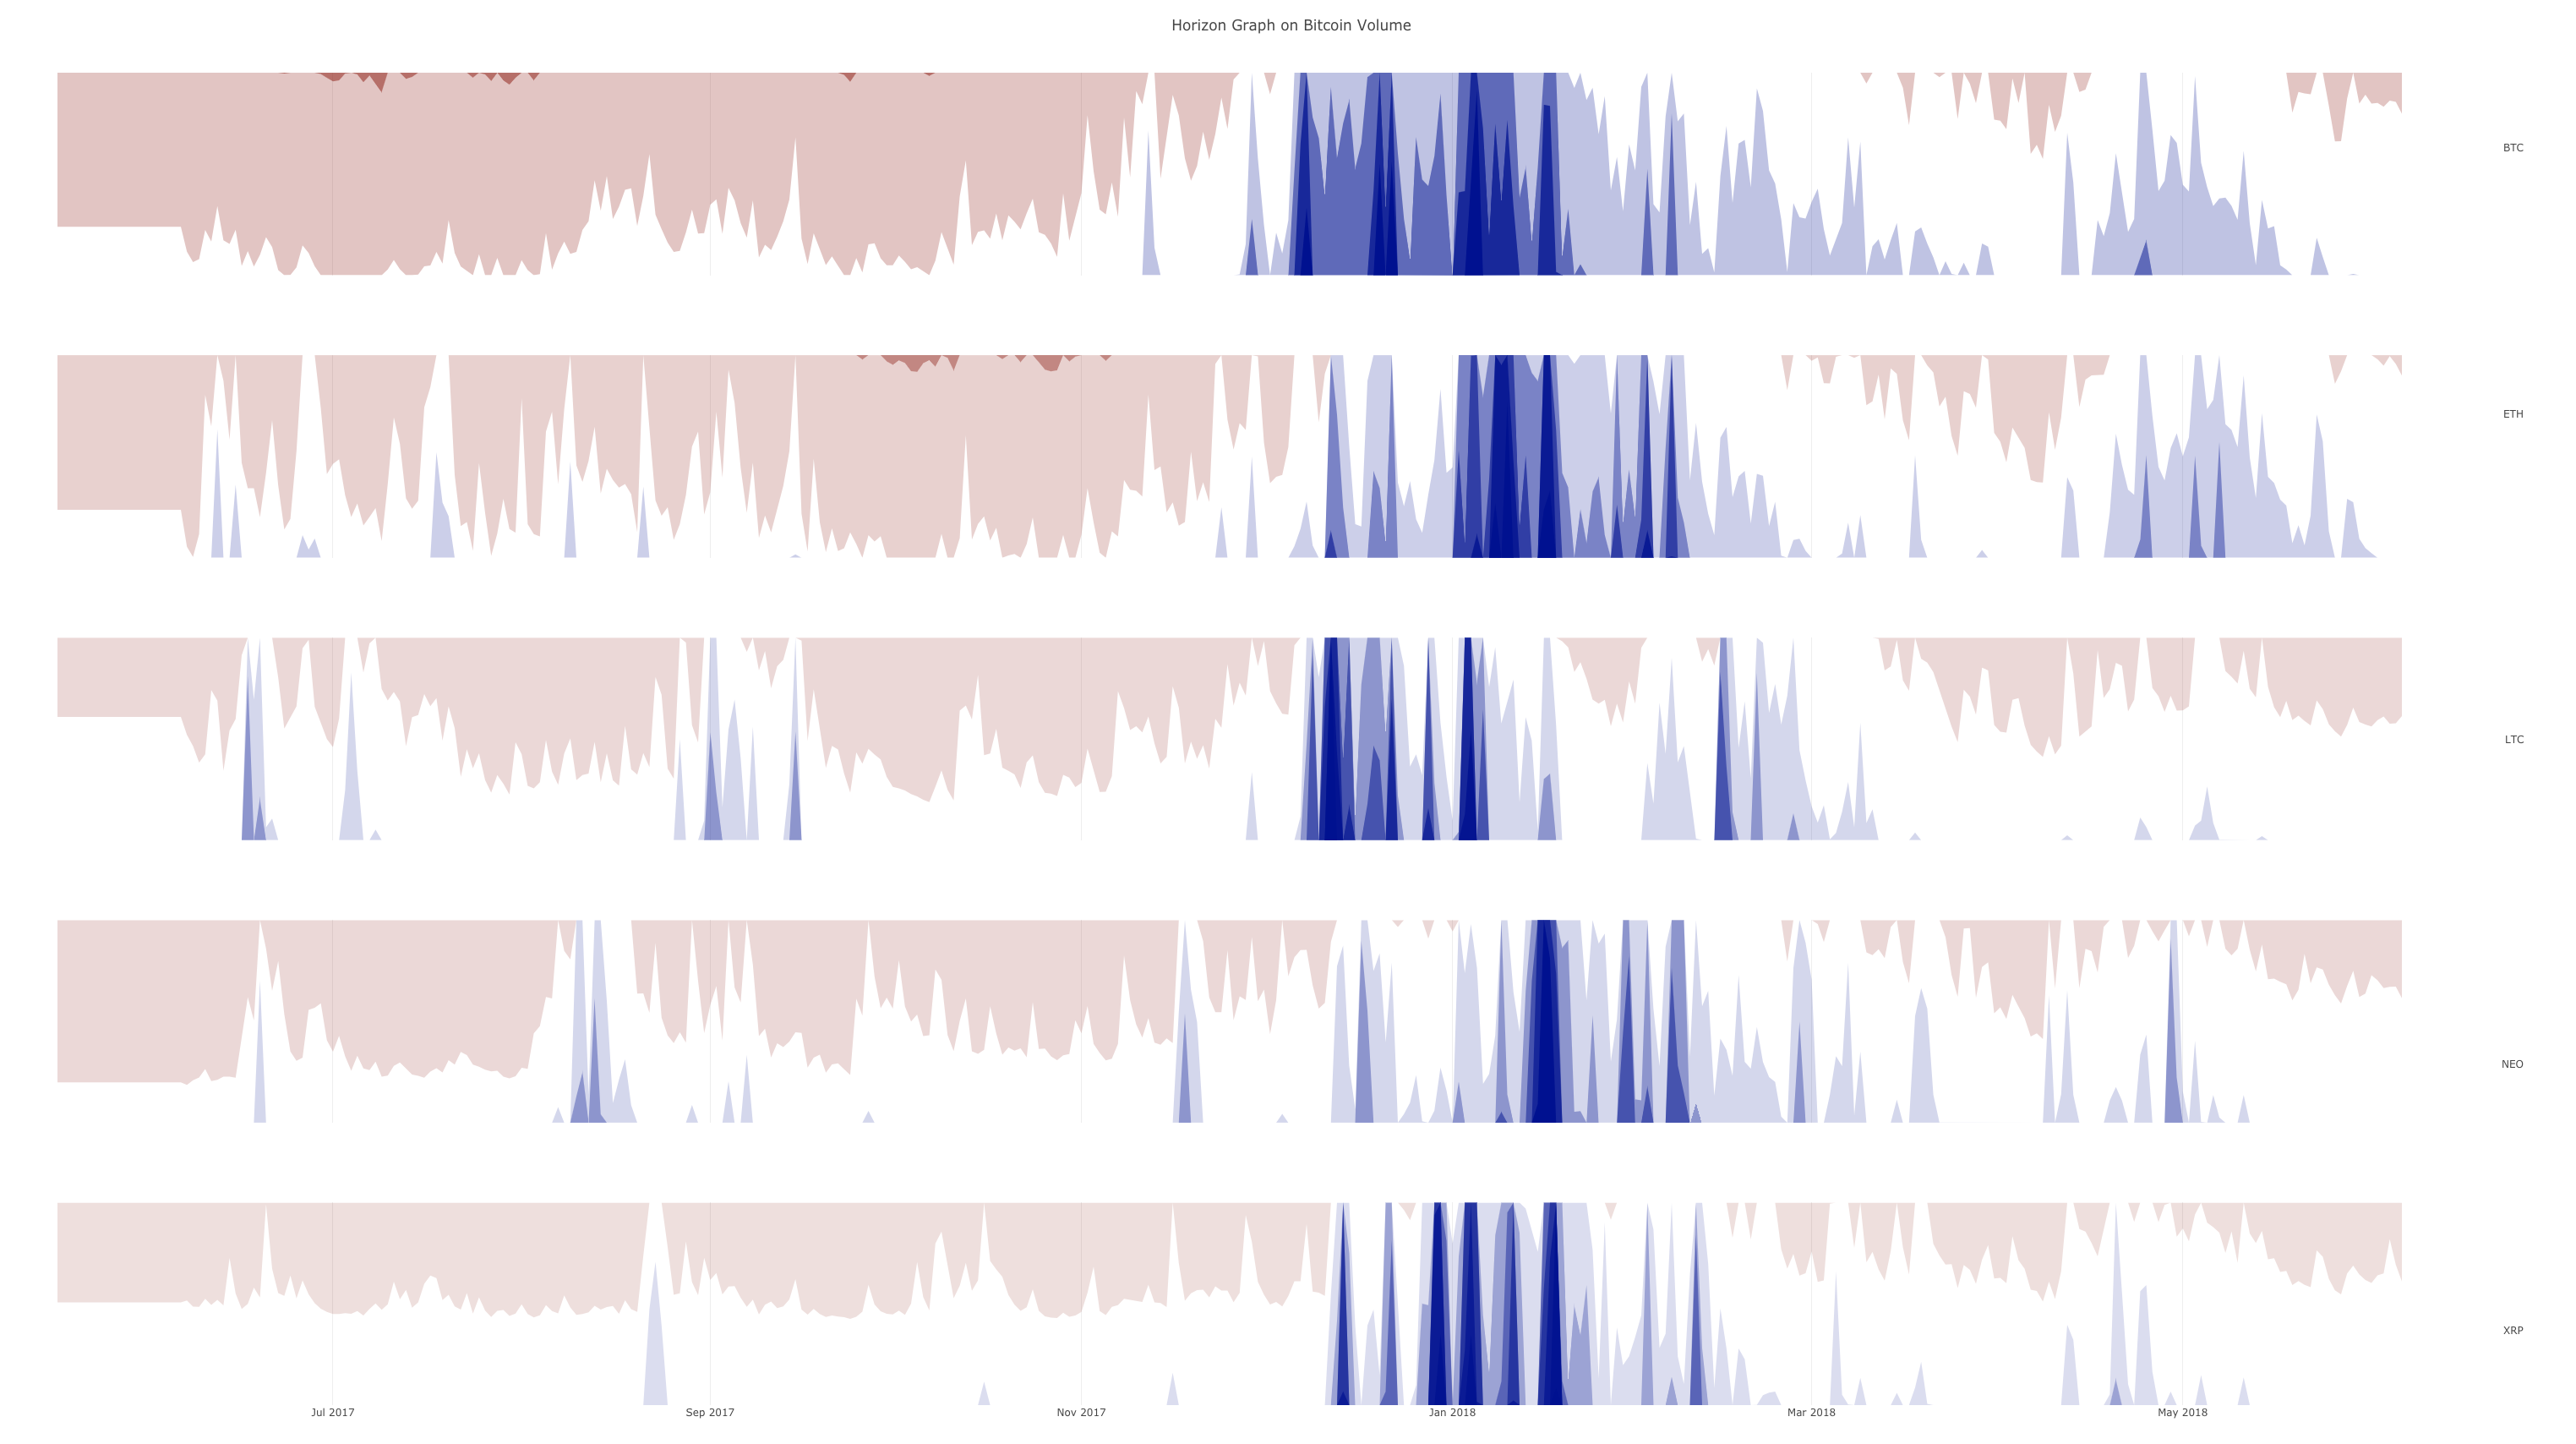 Horizon Graph on Bitcoin Volume
BTC
ETH
LTC
NEO
XRP
Jul 2017 Sep 2017 Nov 2017 Jan 2018 Mar 2018 May 2018